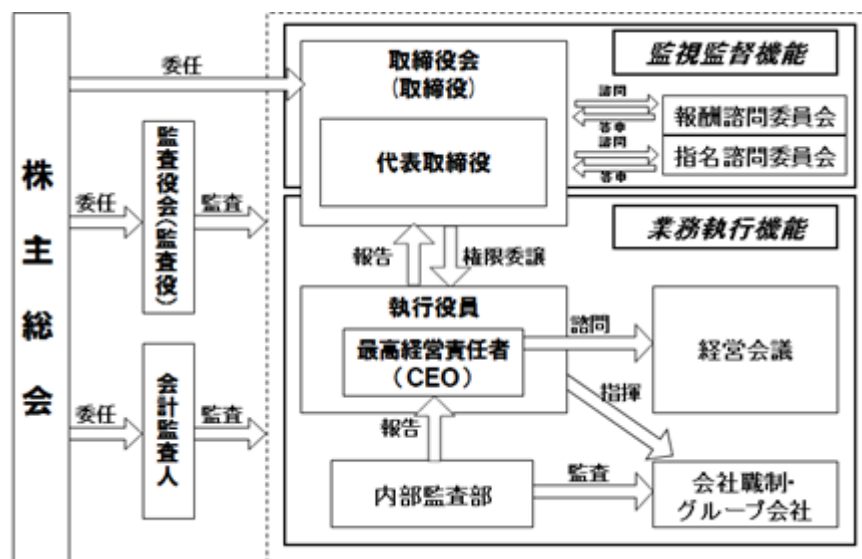 株主総会
委任
委任
監査役会(監査役)
監査
委任
会計監査人
監査
監視監督機能
取締役会
(取締役)
代表取締役
諮問
答申
報酬諮問委員会
諮問
答申
指名諮問委員会
業務執行機能
報告
権限委譲
執行役員
最高経営責任者
(CEO)
諮問
経営会議
指揮
報告
内部監査部
監査
会社職制・
グループ会社